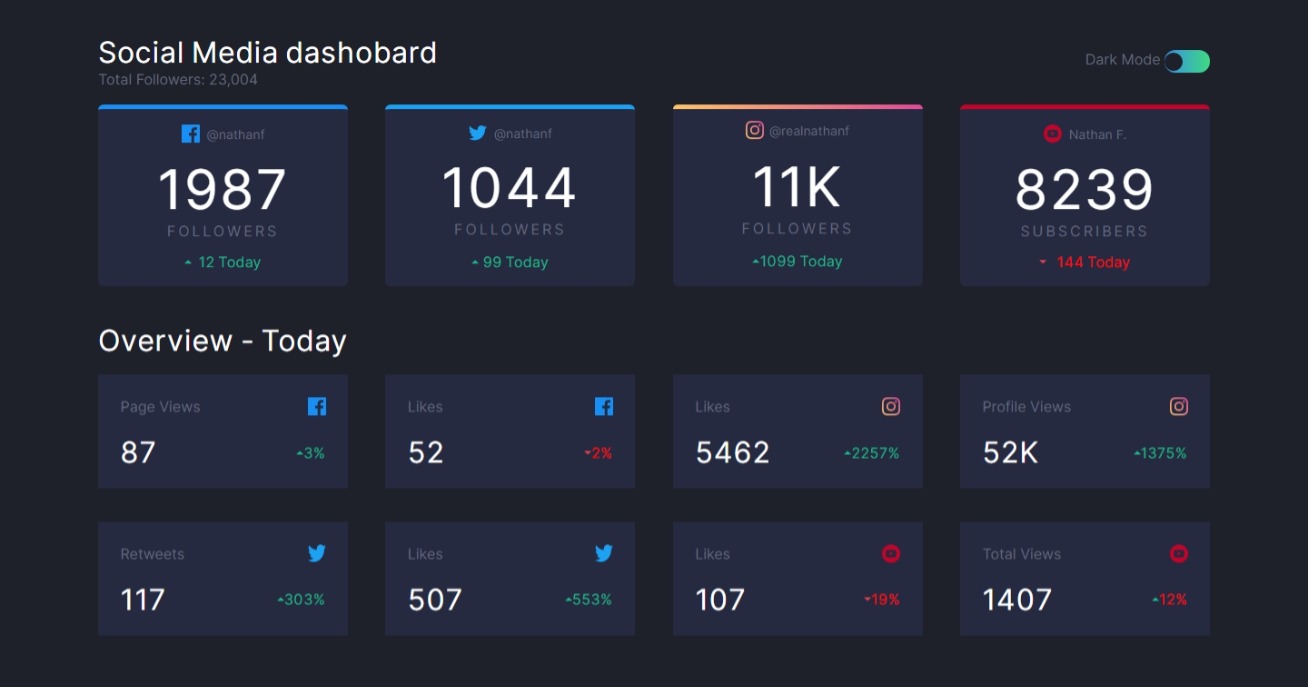 Social Media dashobard
Total Followers: 23,004
Dark Mode
@nathanf
1987
FOLLOWERS
12 Today
@nathanf
1044
FOLLOWERS
99 Today
@realnathanf
11K
FOLLOWERS
1099 Today
Nathan F.
8239
SUBSCRIBERS
144 Today
Overview - Today
Page Views
87
3%
Likes
52
2%
Likes
5462
2257%
Profile Views
52K
1375%
Retweets
117
303%
Likes
507
553%
Likes
107
19%
Total Views
1407
12%